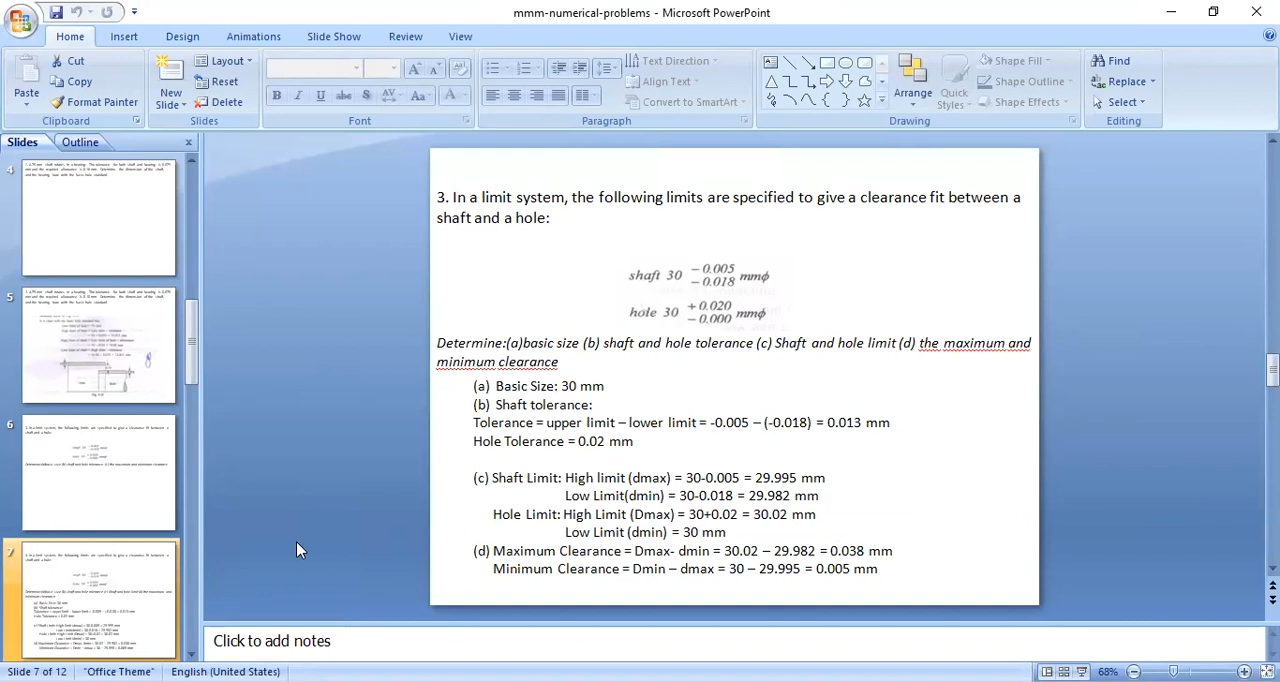 mmm-numerical-problems - Microsoft PowerPoint
Home Insert Design Animations Slide Show Review View
Paste
Cut
Copy
Format Painter
Clipboard
New Slide
Layout
Reset
Delete
Slides
B I U abc S AV Aa A
Font
Text Direction
Align Text
Convert to SmartArt
Paragraph
Arrange
Quick Styles
Shape Fill
Shape Outline
Shape Effects
Drawing
Find
Replace
Select
Editing
Slides Outline
4
5
6
7
3. In a limit system, the following limits are specified to give a clearance fit between a
shaft and a hole:
shaft 30 -0.005 -0.018 mmϕ
hole 30 +0.020 -0.000 mmϕ
Determine:(a)basic size (b) shaft and hole tolerance (c) Shaft and hole limit (d) the maximum and
minimum clearance
(a) Basic Size: 30 mm
(b) Shaft tolerance:
Tolerance = upper limit – lower limit = -0.005 – (-0.018) = 0.013 mm
Hole Tolerance = 0.02 mm
(c) Shaft Limit: High limit (dmax) = 30-0.005 = 29.995 mm
Low Limit(dmin) = 30-0.018 = 29.982 mm
Hole Limit: High Limit (Dmax) = 30+0.02 = 30.02 mm
Low Limit (dmin) = 30 mm
(d) Maximum Clearance = Dmax- dmin = 30.02 – 29.982 = 0.038 mm
Minimum Clearance = Dmin – dmax = 30 – 29.995 = 0.005 mm
Click to add notes
Slide 7 of 12 "Office Theme" English (United States) 68%